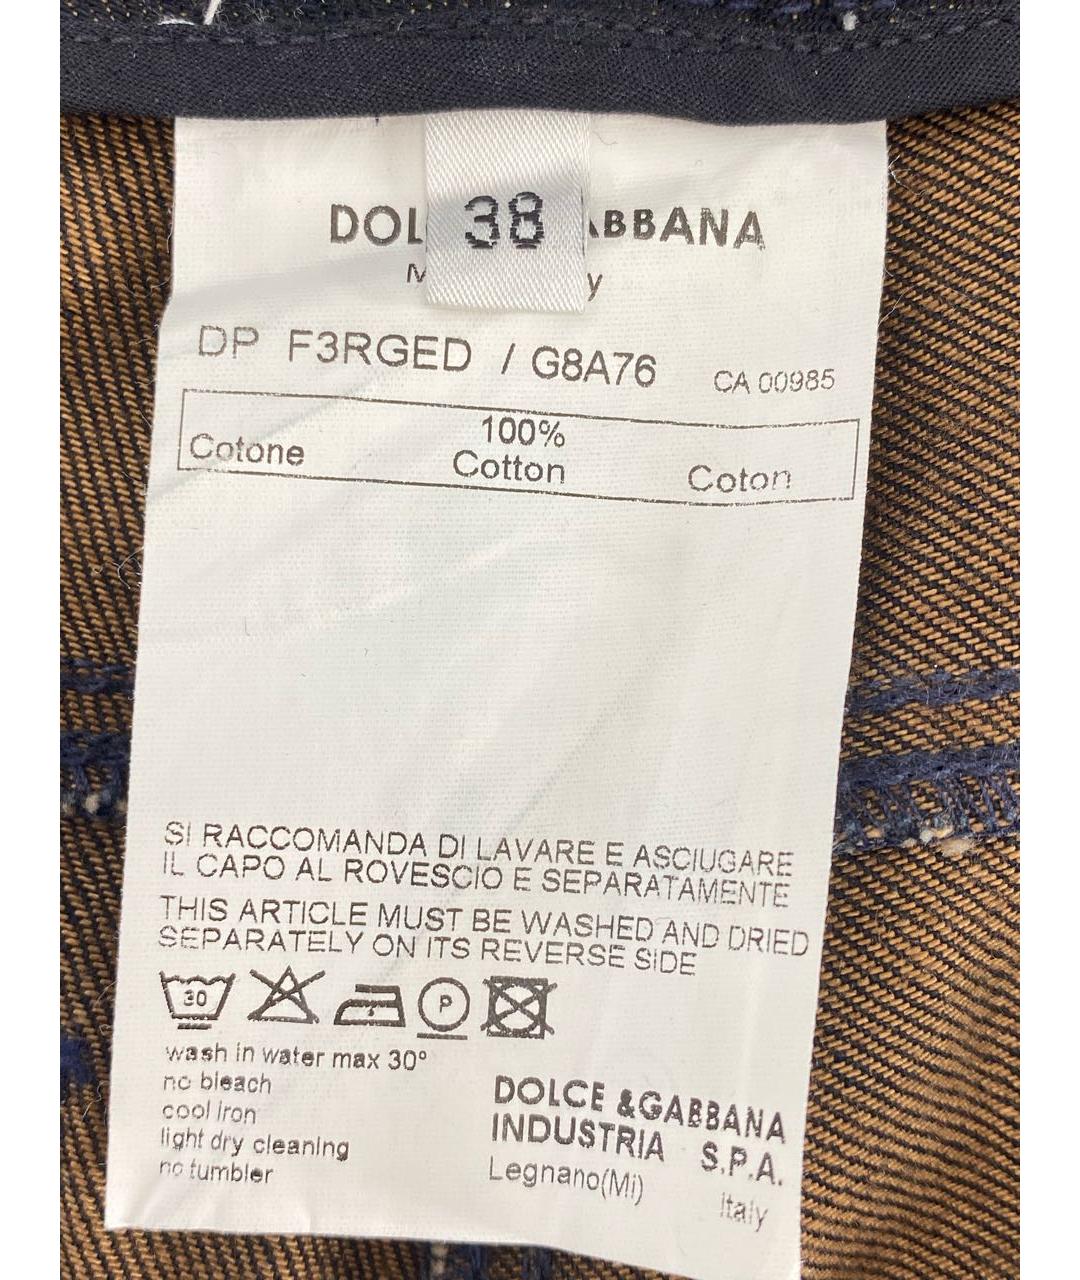 38
DOL ABBANA
M y
DP F3RGED / G8A76 CA 00985
100%
Cotone Cotton Coton
SI RACCOMANDA DI LAVARE E ASCIUGARE
IL CAPO AL ROVESCIO E SEPARATAMENTE
THIS ARTICLE MUST BE WASHED AND DRIED
SEPARATELY ON ITS REVERSE SIDE
30 P
wash in water max 30°
no bleach
cool iron
light dry cleaning
no tumbler
DOLCE &GABBANA
INDUSTRIA S.P.A.
Legnano(Mi)
italy